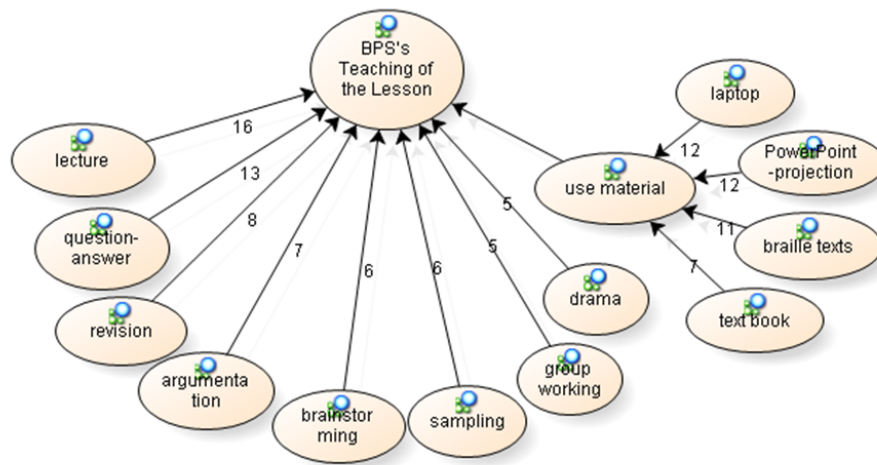 BPS's
Teaching of
the Lesson
laptop
16
lecture
12
PowerPoint
-projection
12
use material
13
question-
answer
11
braille texts
8
5
7
7
5
6
6
revision
drama
text book
argumenta
tion
group
working
brainstor
ming
sampling